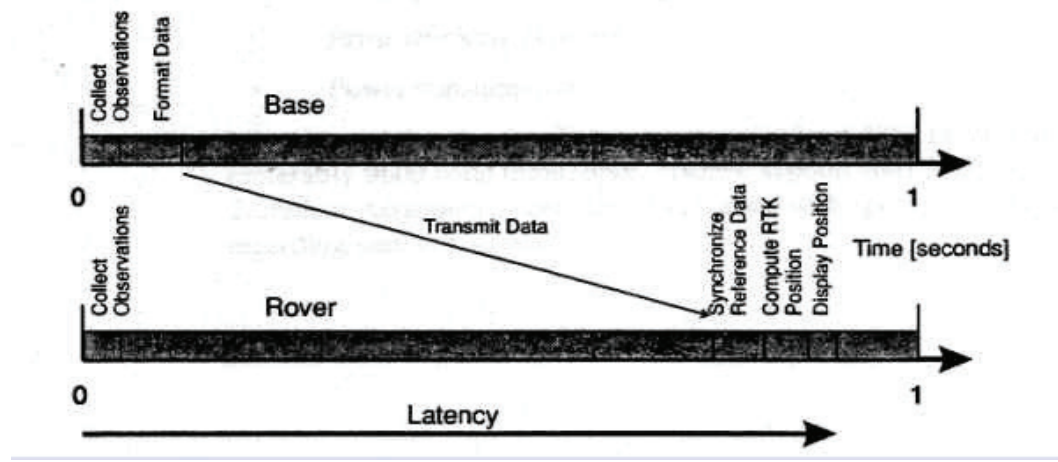 Collect
Observations
Format Data
Base
0
1
Transmit Data
Time [seconds]
Collect
Observations
Synchronize
Reference Data
Compute RTK
Position
Display Position
Rover
0
1
Latency